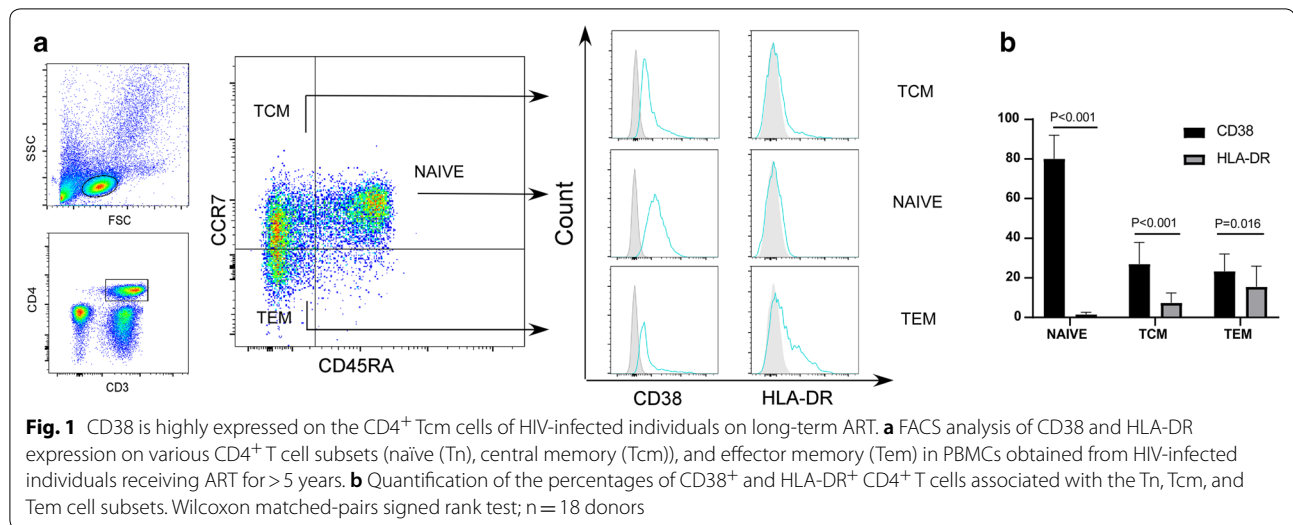 a
b
SSC
FSC
CD4
CD3
CCR7
TCM
NAIVE
TEM
CD45RA
Count
CD38
HLA-DR
TCM
NAIVE
TEM
P<0.001
P<0.001
P=0.016
CD38
HLA-DR
100
80
60
40
20
0
NAIVE
TCM
TEM
Fig. 1 CD38 is highly expressed on the CD4+ Tcm cells of HIV-infected individuals on long-term ART. a FACS analysis of CD38 and HLA-DR
expression on various CD4+ T cell subsets (naïve (Tn), central memory (Tcm)), and effector memory (Tem) in PBMCs obtained from HIV-infected
individuals receiving ART for > 5 years. b Quantification of the percentages of CD38+ and HLA-DR+ CD4+ T cells associated with the Tn, Tcm, and
Tem cell subsets. Wilcoxon matched-pairs signed rank test; n = 18 donors